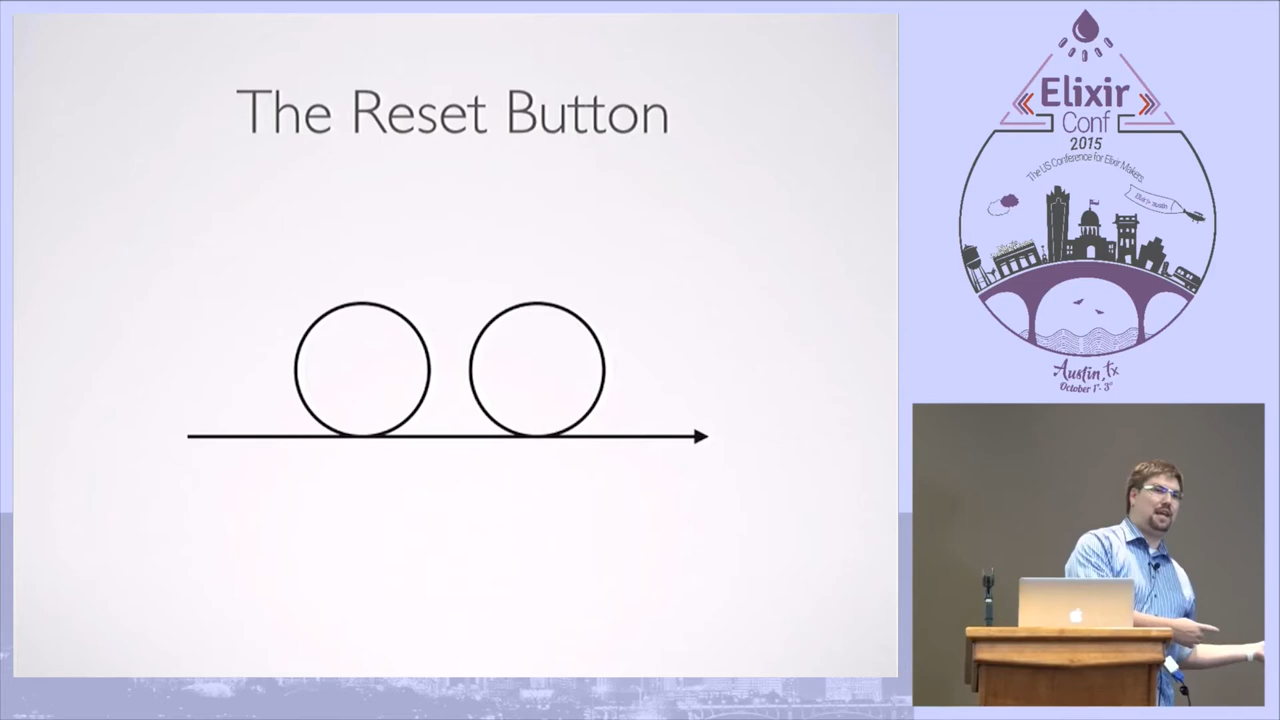 The Reset Button
Elixir
Conf
2015
The US Conference for Elixir Makers
Austin, Tx
October 1st - 3rd